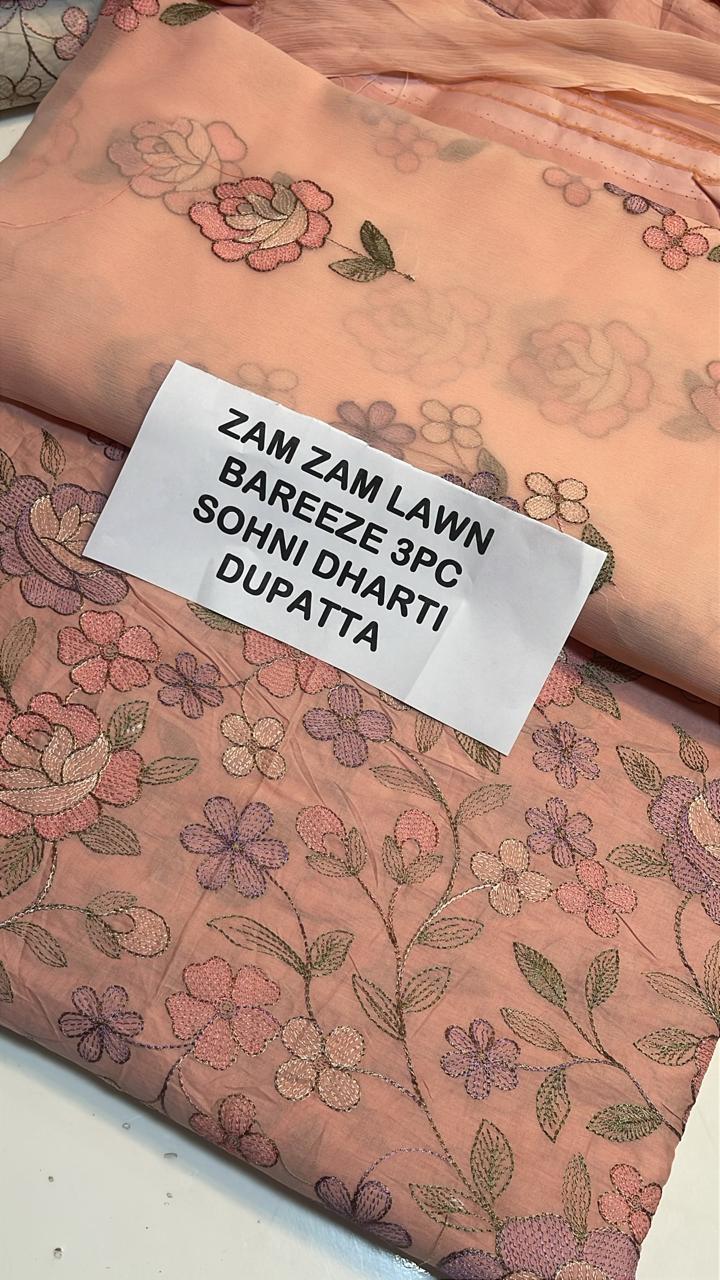 ZAM ZAM LAWN
BAREEZE 3PC
SOHNI DHARTI
DUPATTA